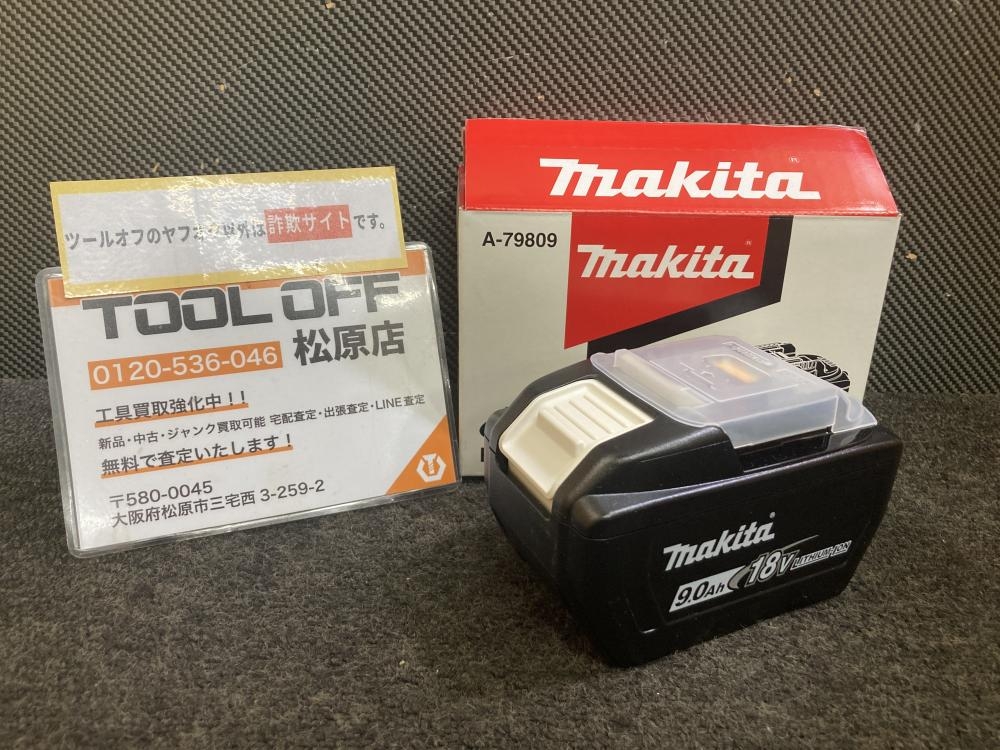 ツールオフのヤフオク以外は詐欺サイトです。
TOOL OFF
0120-536-046 松原店
工具買取強化中！！
新品・中古・ジャンク買取可能 宅配査定・出張査定・LINE査定
無料で査定いたします！
〒580-0045
大阪府松原市三宅西 3-259-2
makita
A-79809
makita
makita
9.0Ah 18V LITHIUM-ION